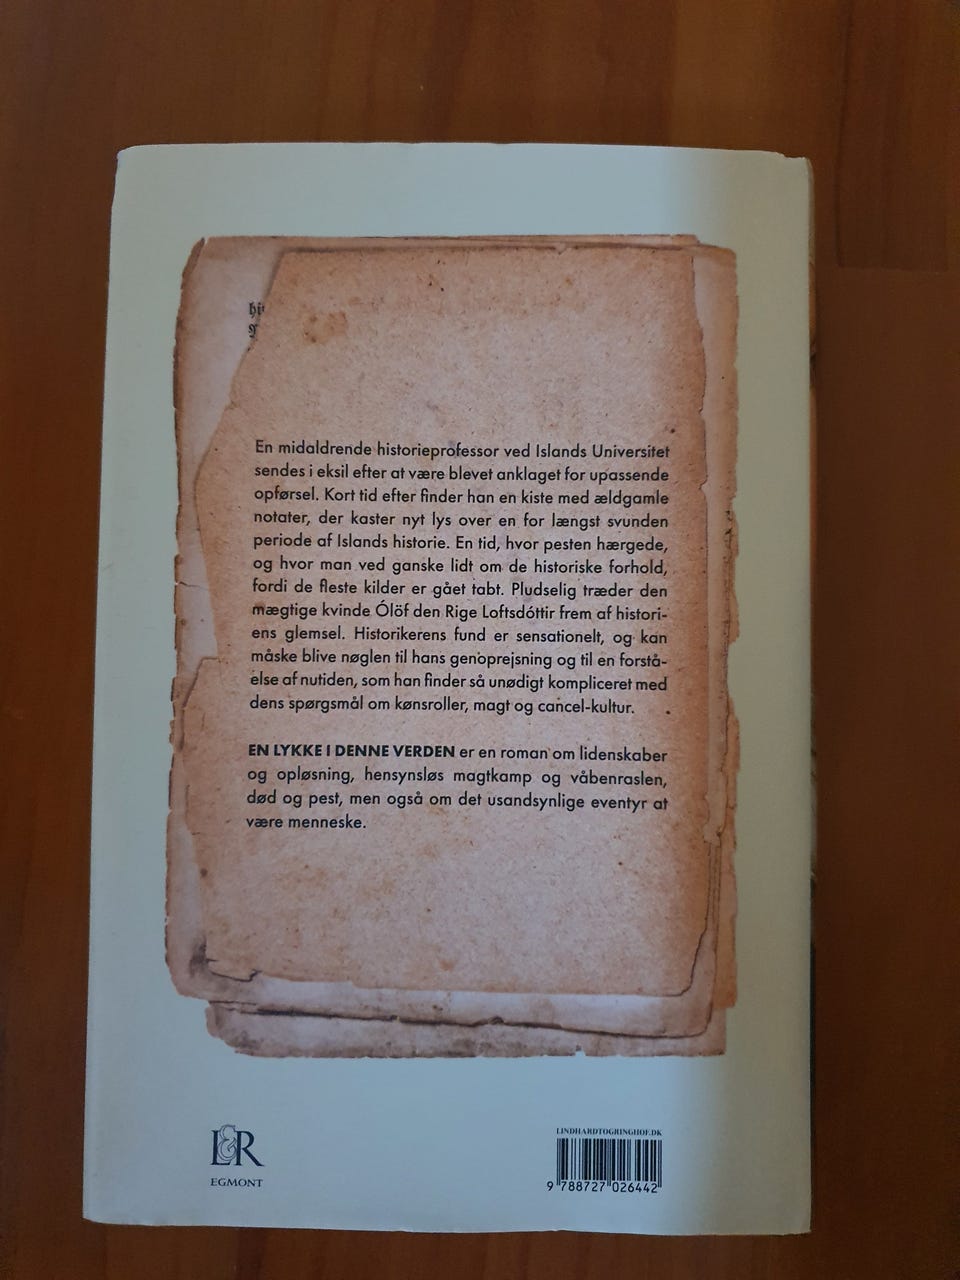 En midaldrende historieprofessor ved Islands Universitet
sendes i eksil efter at være blevet anklaget for upassende
opførsel. Kort tid efter finder han en kiste med ældgamle
notater, der kaster nyt lys over en for længst svunden
periode af Islands historie. En tid, hvor pesten hærgede,
og hvor man ved ganske lidt om de historiske forhold,
fordi de fleste kilder er gået tabt. Pludselig træder den
mægtige kvinde Ólöf den Rige Loftsdóttir frem af histori-
ens glemsel. Historikerens fund er sensationelt, og kan
måske blive nøglen til hans genoprejsning og til en forstå-
else af nutiden, som han finder så unødigt kompliceret med
dens spørgsmål om kønsroller, magt og cancel-kultur.
EN LYKKE I DENNE VERDEN er en roman om lidenskaber
og opløsning, hensynsløs magtkamp og våbenraslen,
død og pest, men også om det usandsynlige eventyr at
være menneske.
L&R
EGMONT
LINDHARDTOGRINGHOF.DK
9 788727 026442